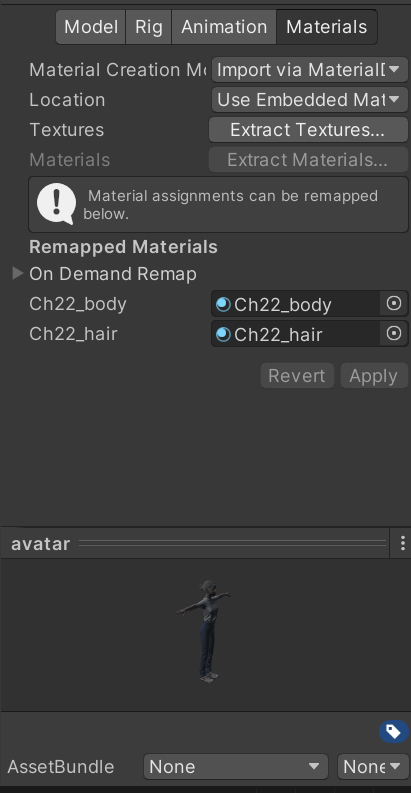 Model Rig Animation Materials
Material Creation Mo Import via Material
Location Use Embedded Mat
Textures Extract Textures...
Materials Extract Materials...
Material assignments can be remapped
below.
Remapped Materials
On Demand Remap
Ch22_body Ch22_body
Ch22_hair Ch22_hair
Revert Apply
avatar
AssetBundle None None